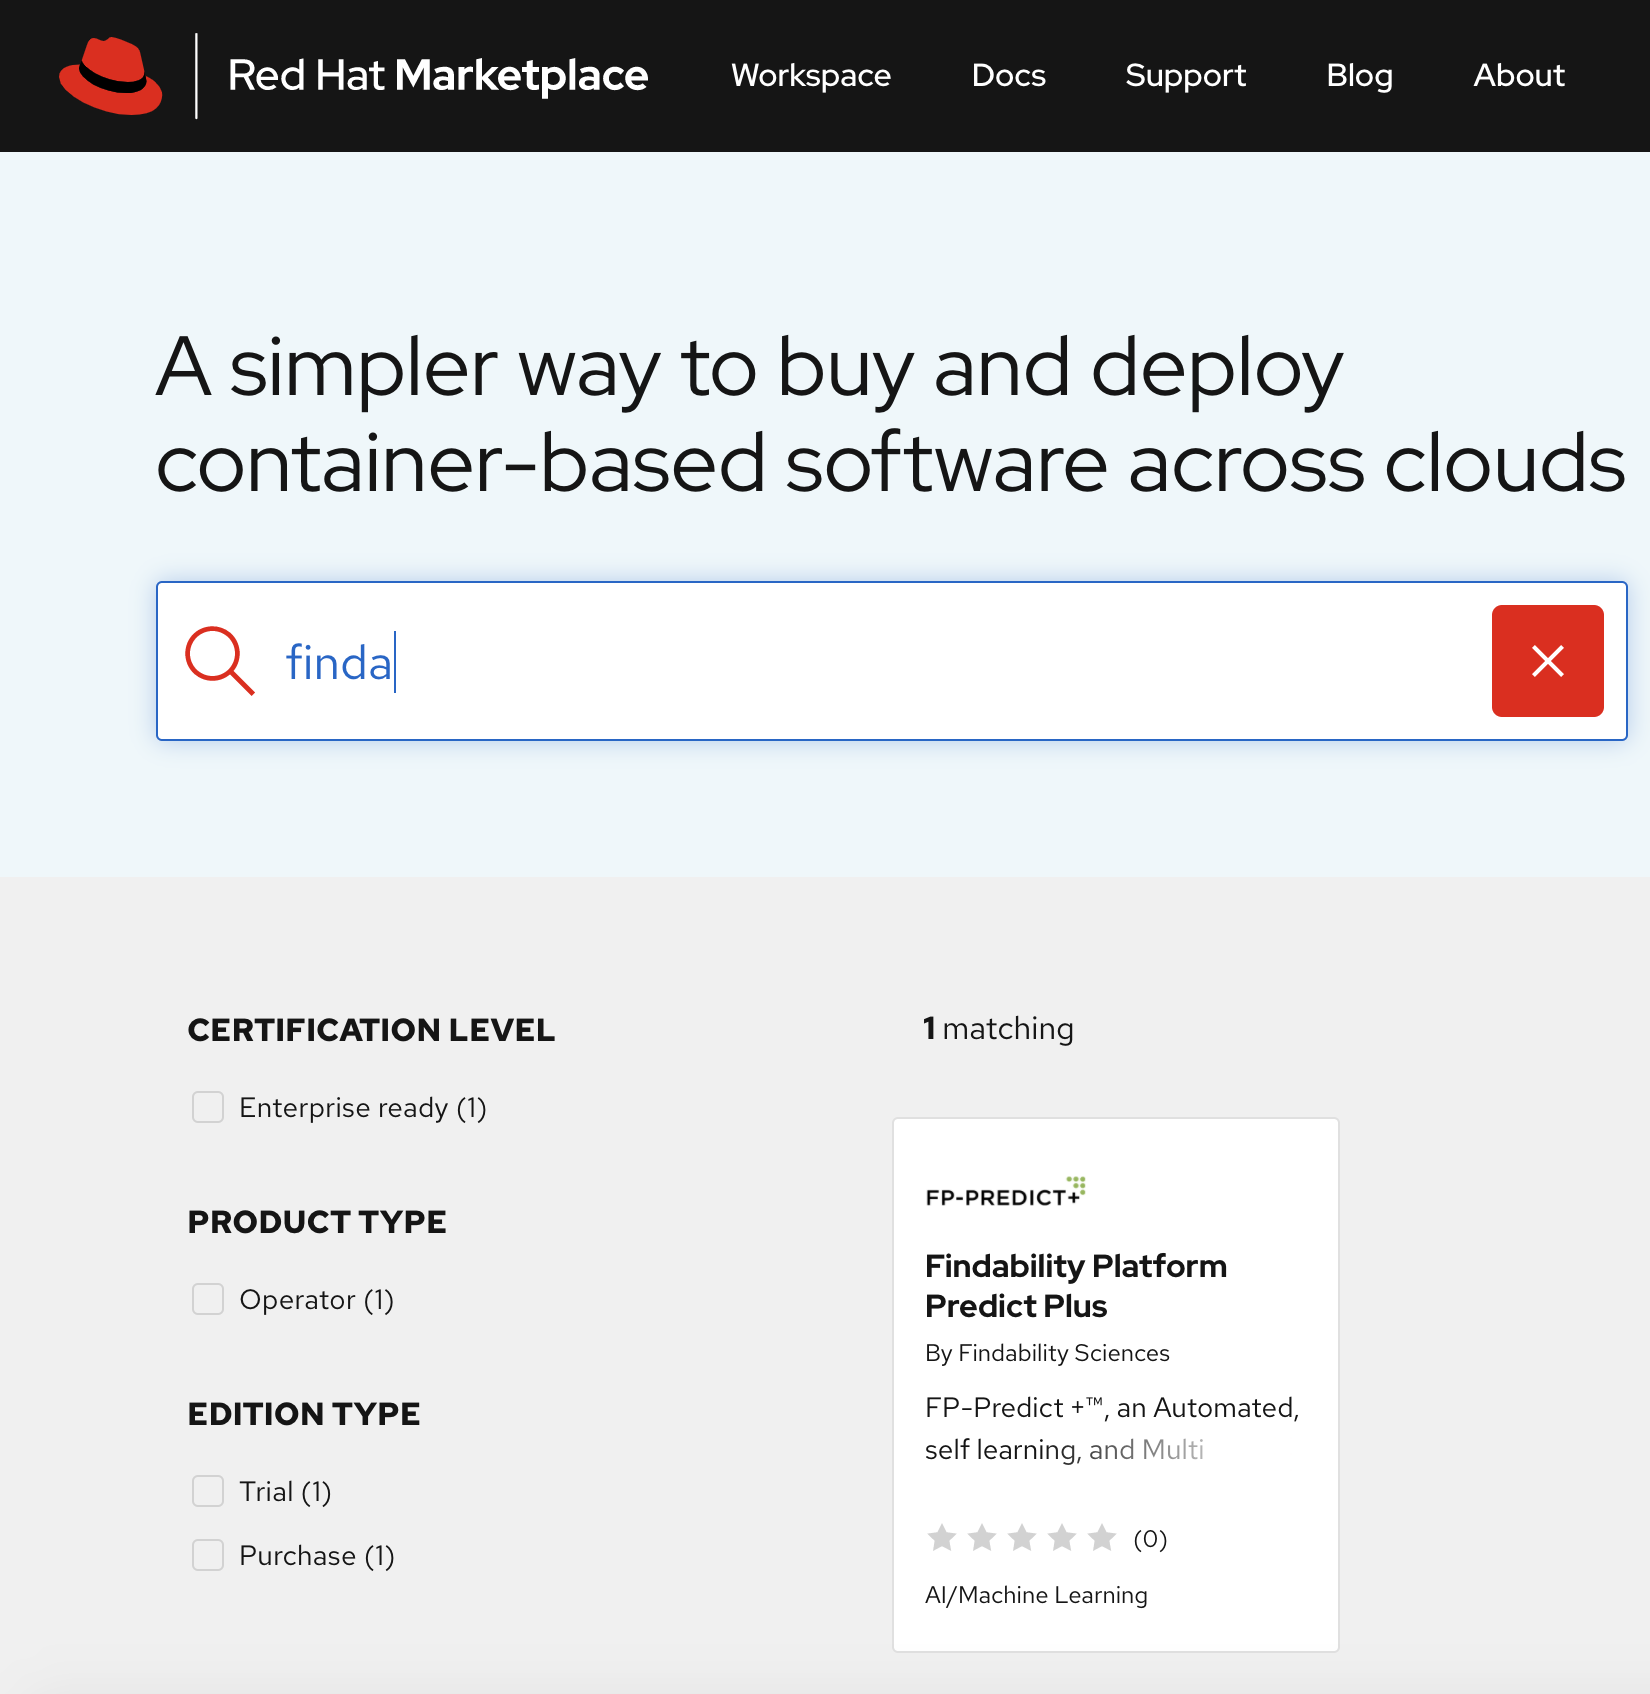 Red Hat Marketplace
Workspace
Docs
Support
Blog
About
A simpler way to buy and deploy
container-based software across clouds
finda
CERTIFICATION LEVEL
Enterprise ready (1)
PRODUCT TYPE
Operator (1)
EDITION TYPE
Trial (1)
Purchase (1)
1 matching
FP-PREDICT+
Findability Platform
Predict Plus
By Findability Sciences
FP-Predict +™, an Automated,
self learning, and Multi
(0)
AI/Machine Learning